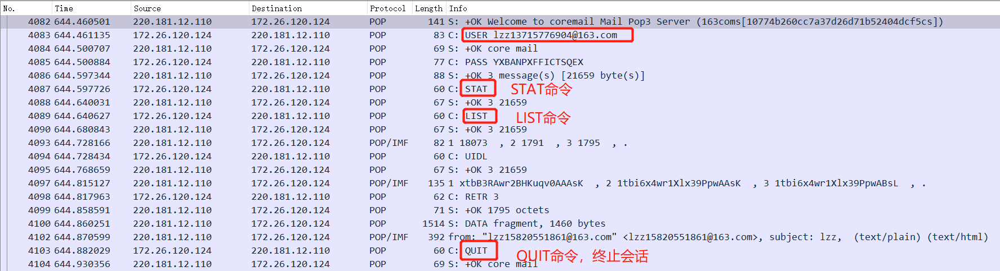 No. Time Source Destination Protocol Length Info
4082 644.460501 220.181.12.110 172.26.120.124 POP 141 S: +OK Welcome to coremail Mail Pop3 Server (163coms[10774b260cc7a37d26d71b52404dcf5cs])
4083 644.461135 172.26.120.124 220.181.12.110 POP 83 C: USER lzz13715776904@163.com
4084 644.500707 220.181.12.110 172.26.120.124 POP 69 S: +OK core mail
4085 644.500884 172.26.120.124 220.181.12.110 POP 77 C: PASS YXBANPXFFICTSQEX
4086 644.597344 220.181.12.110 172.26.120.124 POP 88 S: +OK 3 message(s) [21659 byte(s)]
4087 644.597726 172.26.120.124 220.181.12.110 POP 60 C: STAT STAT命令
4088 644.640031 220.181.12.110 172.26.120.124 POP 67 S: +OK 3 21659
4089 644.640627 172.26.120.124 220.181.12.110 POP 60 C: LIST LIST命令
4090 644.680843 220.181.12.110 172.26.120.124 POP 67 S: +OK 3 21659
4093 644.728166 220.181.12.110 172.26.120.124 POP/IMF 82 1 18073 , 2 1791 , 3 1795 , .
4094 644.728434 172.26.120.124 220.181.12.110 POP 60 C: UIDL
4095 644.768659 220.181.12.110 172.26.120.124 POP 67 S: +OK 3 21659
4097 644.815127 220.181.12.110 172.26.120.124 POP/IMF 135 1 xtbB3RAwr2BHKuqv0AAAsK , 2 1tbi6x4wr1Xlx39PpwAAsK , 3 1tbi6x4wr1Xlx39PpwABsL , .
4098 644.817963 172.26.120.124 220.181.12.110 POP 62 C: RETR 3
4099 644.858591 220.181.12.110 172.26.120.124 POP 71 S: +OK 1795 octets
4100 644.860251 220.181.12.110 172.26.120.124 POP 1514 S: DATA fragment, 1460 bytes
4102 644.870599 220.181.12.110 172.26.120.124 POP/IMF 392 from: "lzz15820551861@163.com" <lzz15820551861@163.com>, subject: lzz, (text/plain) (text/html)
4103 644.882029 172.26.120.124 220.181.12.110 POP 60 C: QUIT QUIT命令，终止会话
4104 644.930356 220.181.12.110 172.26.120.124 POP 69 S: +OK core mail